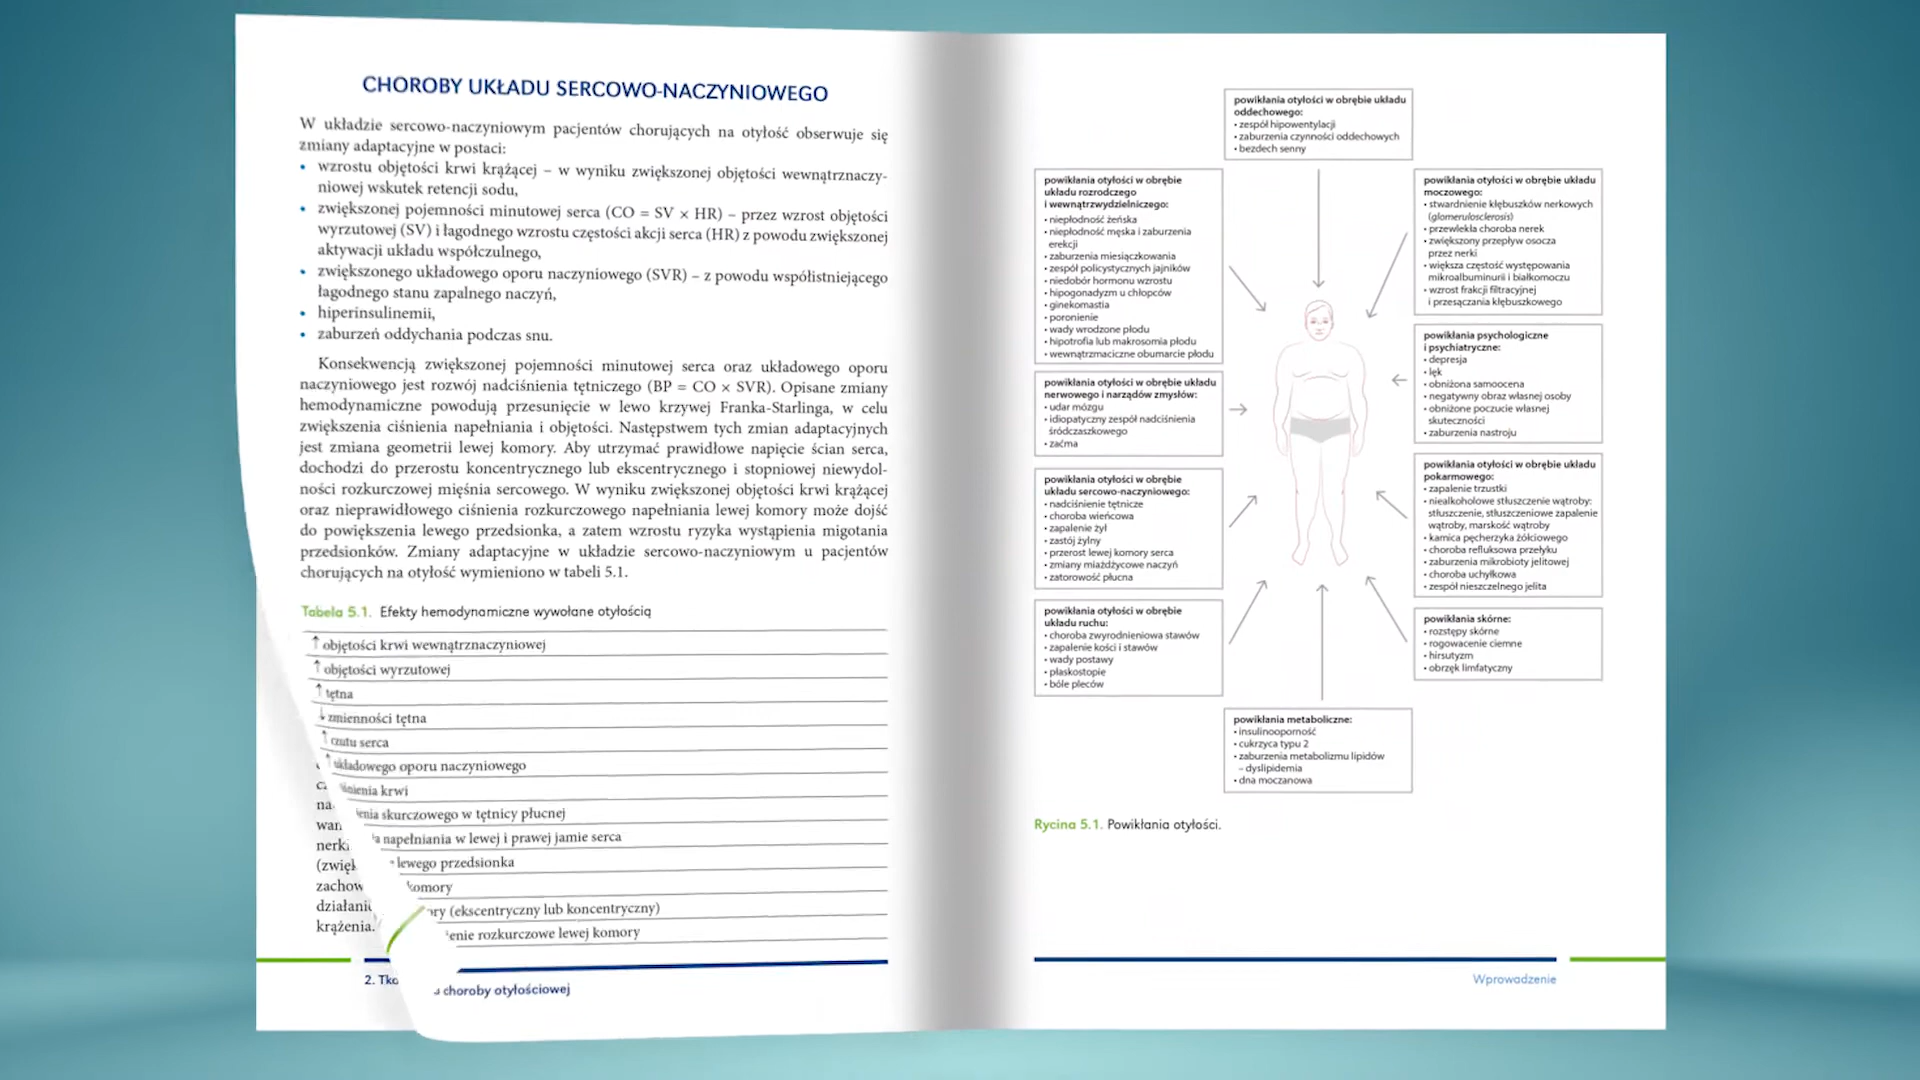 CHOROBY UKŁADU SERCOWO-NACZYNIOWEGO
W układzie sercowo-naczyniowym pacjentów chorujących na otyłość obserwuje się
zmiany adaptacyjne w postaci:
• wzrostu objętości krwi krążącej – w wyniku zwiększonej objętości wewnątrznaczy-
niowej wskutek retencji sodu,
• zwiększonej pojemności minutowej serca (CO = SV × HR) – przez wzrost objętości
wyrzutowej (SV) i łagodnego wzrostu częstości akcji serca (HR) z powodu zwiększonej
aktywacji układu współczulnego,
• zwiększonego układowego oporu naczyniowego (SVR) – z powodu współistniejącego
łagodnego stanu zapalnego naczyń,
• hiperinsulinemii,
• zaburzeń oddychania podczas snu.
Konsekwencją zwiększonej pojemności minutowej serca oraz układowego oporu
naczyniowego jest rozwój nadciśnienia tętniczego (BP = CO × SVR). Opisane zmiany
hemodynamiczne powodują przesunięcie w lewo krzywej Franka-Starlinga, w celu
zwiększenia ciśnienia napełniania i objętości. Następstwem tych zmian adaptacyjnych
jest zmiana geometrii lewej komory. Aby utrzymać prawidłowe napięcie ścian serca,
dochodzi do przerostu koncentrycznego lub ekscentrycznego i stopniowej niewydol-
ności rozkurczowej mięśnia sercowego. W wyniku zwiększonej objętości krwi krążącej
oraz nieprawidłowego ciśnienia rozkurczowego napełniania lewej komory może dojść
do powiększenia lewego przedsionka, a zatem wzrostu ryzyka wystąpienia migotania
przedsionków. Zmiany adaptacyjne w układzie sercowo-naczyniowym u pacjentów
chorujących na otyłość wymieniono w tabeli 5.1.
Tabela 5.1. Efekty hemodynamiczne wywołane otyłością
↑ objętości krwi wewnątrznaczyniowej
↑ objętości wyrzutowej
↑ tętna
↓ zmienności tętna
↑ rzutu serca
↑ układowego oporu naczyniowego
krwi
skurczowego w tętnicy płucnej
napełniania w lewej i prawej jamie serca
lewego przedsionka
komory
(ekscentryczny lub koncentryczny)
rozkurczowe lewej komory
na
nerki
działani
krążenia.
2.
choroby otyłościowej
powikłania otyłości w obrębie układu
oddechowego:
• zespół hipowentylacji
• zaburzenia czynności oddechowych
• bezdech senny
powikłania otyłości w obrębie
układu rozrodczego
i wewnątrzwydzielniczego:
• niepłodność żeńska
• niepłodność męska i zaburzenia
erekcji
• zaburzenia miesiączkowania
• zespół policystycznych jajników
• niedobór hormonu wzrostu
• hipogonadyzm u chłopców
• ginekomastia
• poronienie
• wady wrodzone płodu
• hipotrofia lub makrosomia płodu
• wewnątrzmaciczne obumarcie płodu
powikłania otyłości w obrębie układu
nerwowego i narządów zmysłów:
• udar mózgu
• idiopatyczny zespół nadciśnienia
śródczaszkowego
• zaćma
powikłania otyłości w obrębie
układu sercowo-naczyniowego:
• nadciśnienie tętnicze
• choroba wieńcowa
• zapalenie żył
• zastój żylny
• przerost lewej komory serca
• zmiany miażdżycowe naczyń
• zatorowość płucna
powikłania otyłości w obrębie
układu ruchu:
• choroba zwyrodnieniowa stawów
• zapalenie kości i stawów
• wady postawy
• płaskostopie
• bóle pleców
powikłania otyłości w obrębie układu
moczowego:
• stwardnienie kłębuszków nerkowych
(glomerulosclerosis)
• przewlekła choroba nerek
• zwiększony przepływ osocza
przez nerki
• większa częstość występowania
mikroalbuminurii i białkomoczu
• wzrost frakcji filtracyjnej
i przesączania kłębuszkowego
powikłania psychologiczne
i psychiatryczne:
• depresja
• lęk
• obniżona samoocena
• negatywny obraz własnej osoby
• obniżone poczucie własnej
skuteczności
• zaburzenia nastroju
powikłania otyłości w obrębie układu
pokarmowego:
• zapalenie trzustki
• niealkoholowe stłuszczenie wątroby:
stłuszczenie, stłuszczeniowe zapalenie
wątroby, marskość wątroby
• kamica pęcherzyka żółciowego
• choroba refluksowa przełyku
• zaburzenia mikrobioty jelitowej
• choroba uchyłkowa
• zespół nieszczelnego jelita
powikłania skórne:
• rozstępy skórne
• rogowacenie ciemne
• hirsutyzm
• obrzęk limfatyczny
powikłania metaboliczne:
• insulinooporność
• cukrzyca typu 2
• zaburzenia metabolizmu lipidów
– dyslipidemia
• dna moczanowa
Rycina 5.1. Powikłania otyłości.
Wprowadzenie